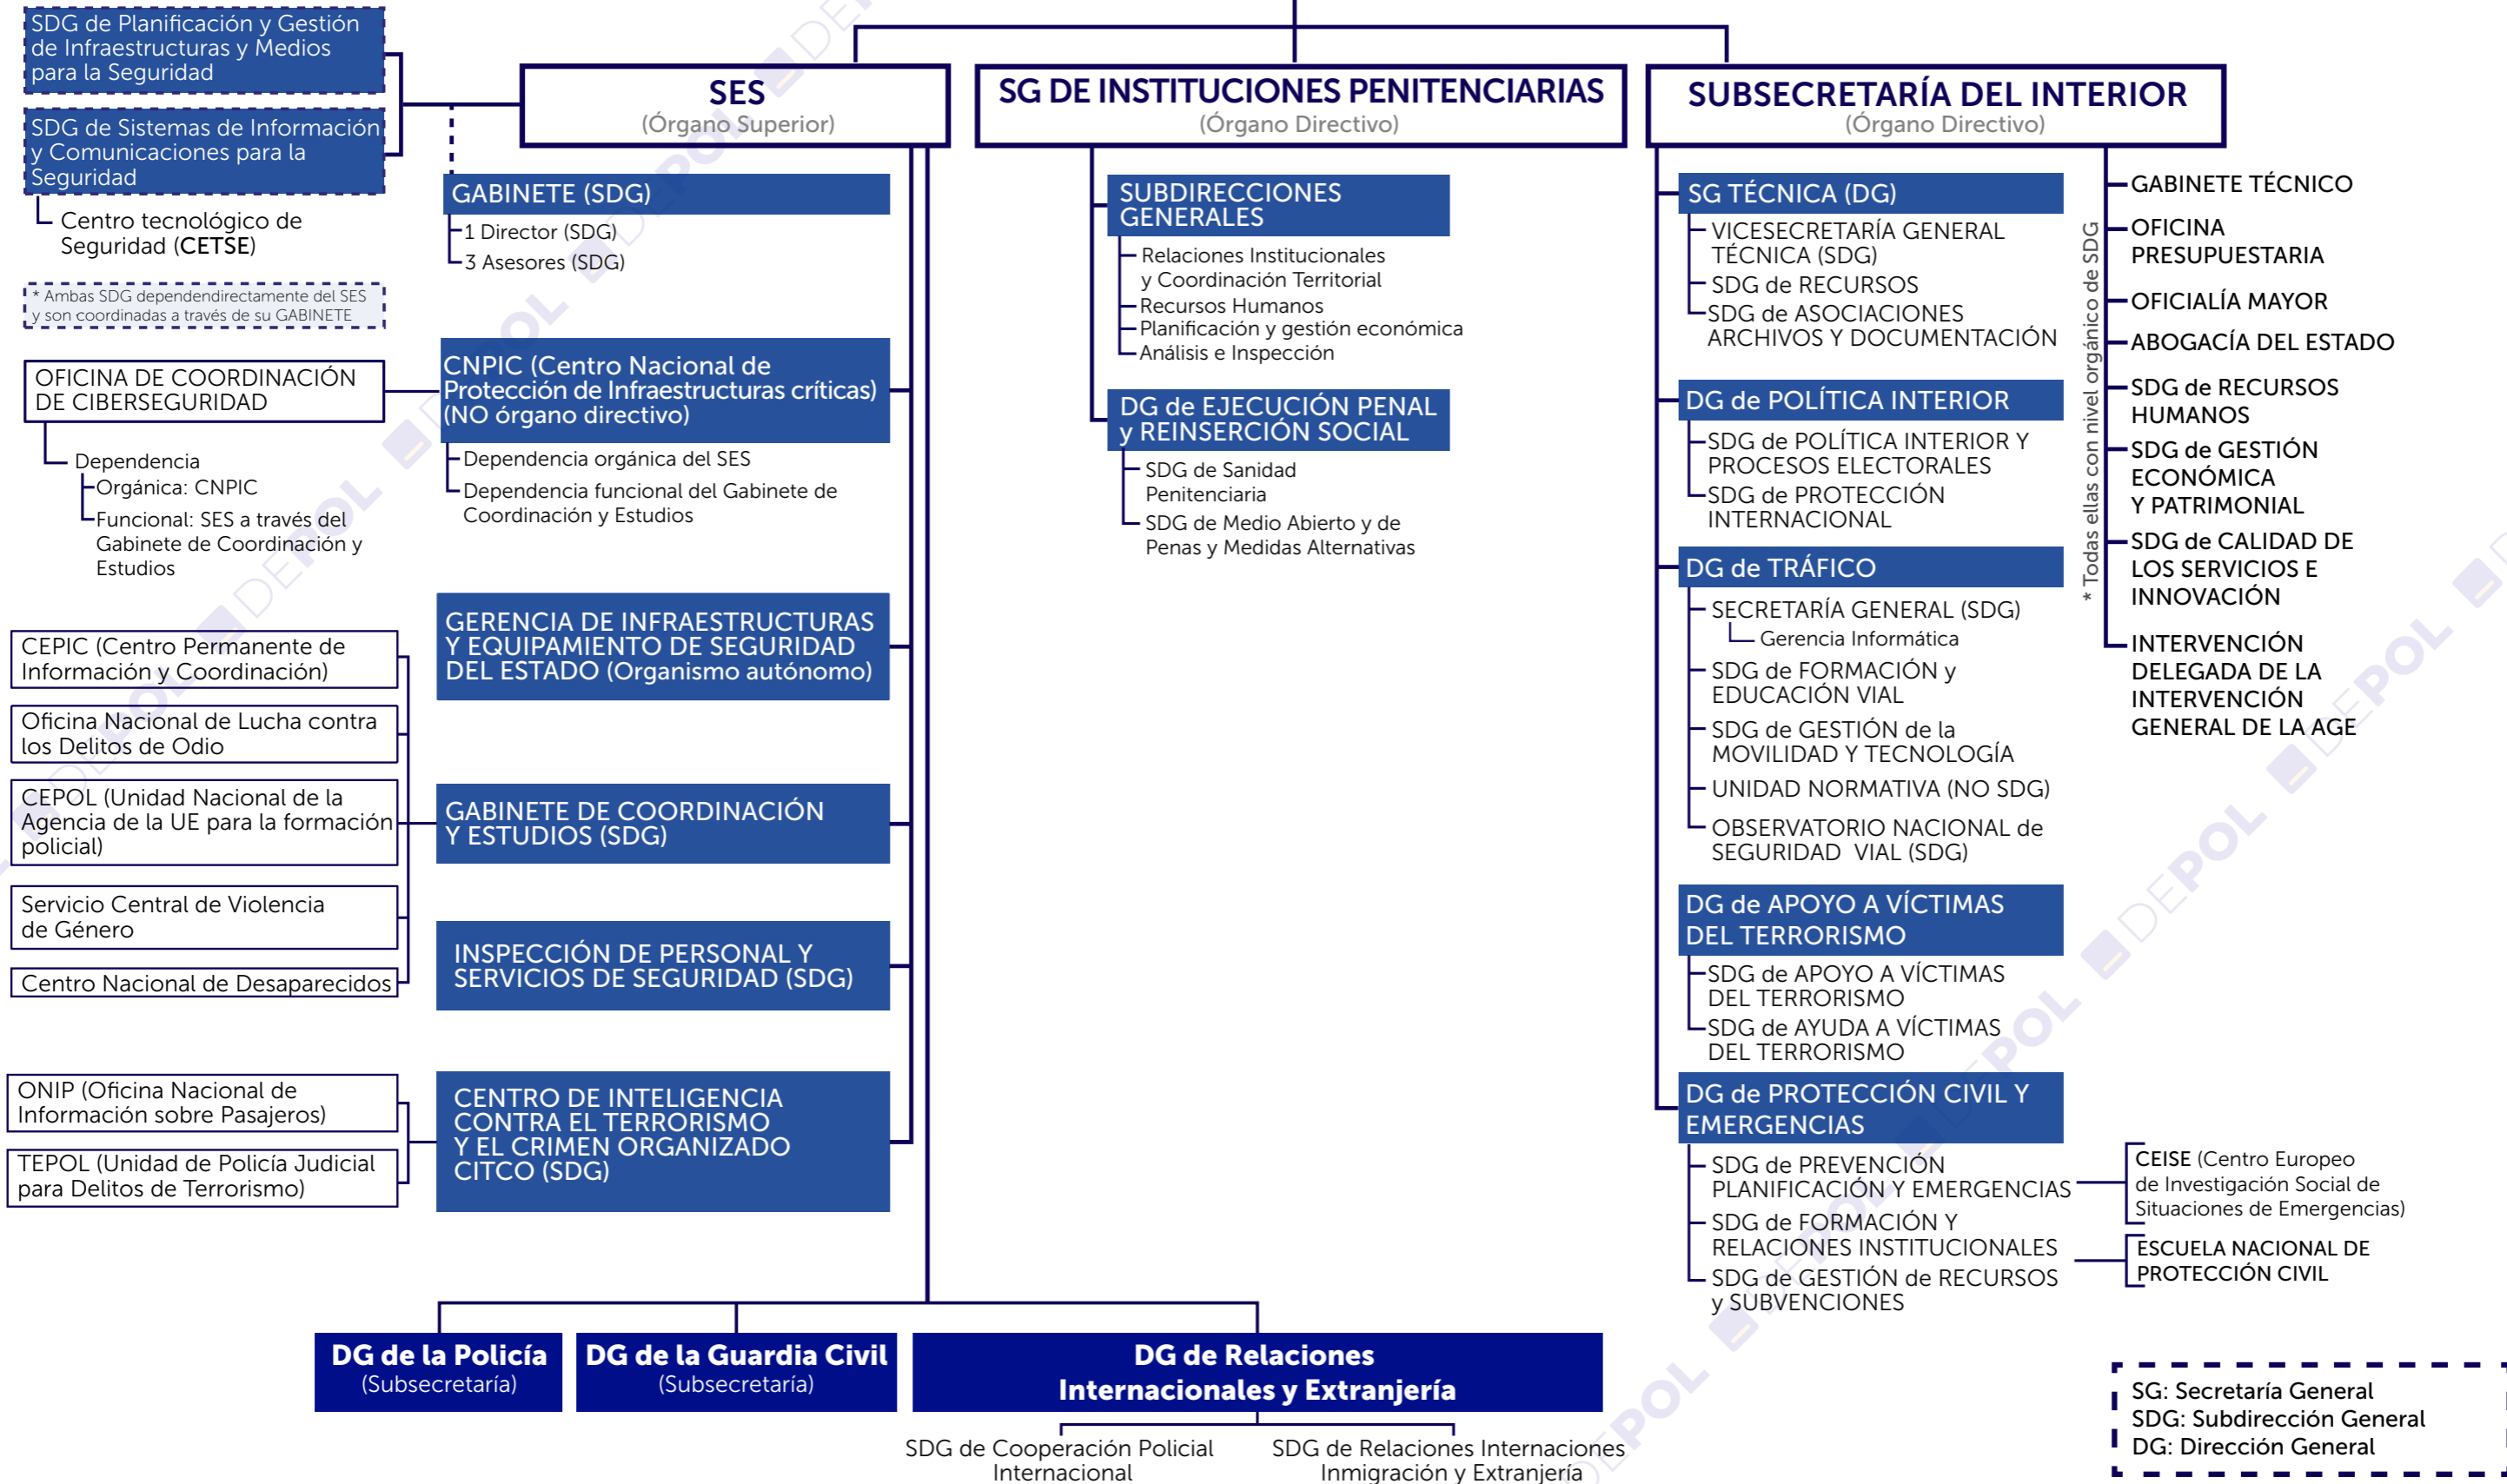 SDG de Planificación y Gestión
de Infraestructuras y Medios
para la Seguridad
SDG de Sistemas de Información
y Comunicaciones para la
Seguridad
Centro tecnológico de
Seguridad (CETSE)
* Ambas SDG dependendirectamente del SES
y son coordinadas a través de su GABINETE
SES
(Órgano Superior)
GABINETE (SDG)
1 Director (SDG)
3 Asesores (SDG)
OFICINA DE COORDINACIÓN
DE CIBERSEGURIDAD
Dependencia
Orgánica: CNPIC
Funcional: SES a través del
Gabinete de Coordinación y
Estudios
CNPIC (Centro Nacional de
Protección de Infraestructuras críticas)
(NO órgano directivo)
Dependencia orgánica del SES
Dependencia funcional del Gabinete de
Coordinación y Estudios
GERENCIA DE INFRAESTRUCTURAS
Y EQUIPAMIENTO DE SEGURIDAD
DEL ESTADO (Organismo autónomo)
CEPIC (Centro Permanente de
Información y Coordinación)
Oficina Nacional de Lucha contra
los Delitos de Odio
CEPOL (Unidad Nacional de la
Agencia de la UE para la formación
policial)
Servicio Central de Violencia
de Género
Centro Nacional de Desaparecidos
GABINETE DE COORDINACIÓN
Y ESTUDIOS (SDG)
INSPECCIÓN DE PERSONAL Y
SERVICIOS DE SEGURIDAD (SDG)
ONIP (Oficina Nacional de
Información sobre Pasajeros)
TEPOL (Unidad de Policía Judicial
para Delitos de Terrorismo)
CENTRO DE INTELIGENCIA
CONTRA EL TERRORISMO
Y EL CRIMEN ORGANIZADO
CITCO (SDG)
DG de la Policía
(Subsecretaría)
DG de la Guardia Civil
(Subsecretaría)
DG de Relaciones
Internacionales y Extranjería
SDG de Cooperación Policial
Internacional
SDG de Relaciones Internaciones
Inmigración y Extranjería
SG DE INSTITUCIONES PENITENCIARIAS
(Órgano Directivo)
SUBDIRECCIONES
GENERALES
Relaciones Institucionales
y Coordinación Territorial
Recursos Humanos
Planificación y gestión económica
Análisis e Inspección
DG de EJECUCIÓN PENAL
y REINSERCIÓN SOCIAL
SDG de Sanidad
Penitenciaria
SDG de Medio Abierto y de
Penas y Medidas Alternativas
SUBSECRETARÍA DEL INTERIOR
(Órgano Directivo)
SG TÉCNICA (DG)
VICESECRETARÍA GENERAL
TÉCNICA (SDG)
SDG de RECURSOS
SDG de ASOCIACIONES
ARCHIVOS Y DOCUMENTACIÓN
DG de POLÍTICA INTERIOR
SDG de POLÍTICA INTERIOR Y
PROCESOS ELECTORALES
SDG de PROTECCIÓN
INTERNACIONAL
DG de TRÁFICO
SECRETARÍA GENERAL (SDG)
Gerencia Informática
SDG de FORMACIÓN y
EDUCACIÓN VIAL
SDG de GESTIÓN de la
MOVILIDAD Y TECNOLOGÍA
UNIDAD NORMATIVA (NO SDG)
OBSERVATORIO NACIONAL de
SEGURIDAD VIAL (SDG)
DG de APOYO A VÍCTIMAS
DEL TERRORISMO
SDG de APOYO A VÍCTIMAS
DEL TERRORISMO
SDG de AYUDA A VÍCTIMAS
DEL TERRORISMO
DG de PROTECCIÓN CIVIL Y
EMERGENCIAS
SDG de PREVENCIÓN
PLANIFICACIÓN Y EMERGENCIAS
SDG de FORMACIÓN Y
RELACIONES INSTITUCIONALES
SDG de GESTIÓN de RECURSOS
y SUBVENCIONES
CEISE (Centro Europeo
de Investigación Social de
Situaciones de Emergencias)
ESCUELA NACIONAL DE
PROTECCIÓN CIVIL
* Todas ellas con nivel orgánico de SDG
GABINETE TÉCNICO
OFICINA
PRESUPUESTARIA
OFICIALÍA MAYOR
ABOGACÍA DEL ESTADO
SDG de RECURSOS
HUMANOS
SDG de GESTIÓN
ECONÓMICA
Y PATRIMONIAL
SDG de CALIDAD DE
LOS SERVICIOS E
INNOVACIÓN
INTERVENCIÓN
DELEGADA DE LA
INTERVENCIÓN
GENERAL DE LA AGE
SG: Secretaría General
SDG: Subdirección General
DG: Dirección General
DEPOL
DEPOL
DEPOL
DEPOL
DEPOL
DEPOL
DEPOL
DEPOL
DEPOL
DEPOL